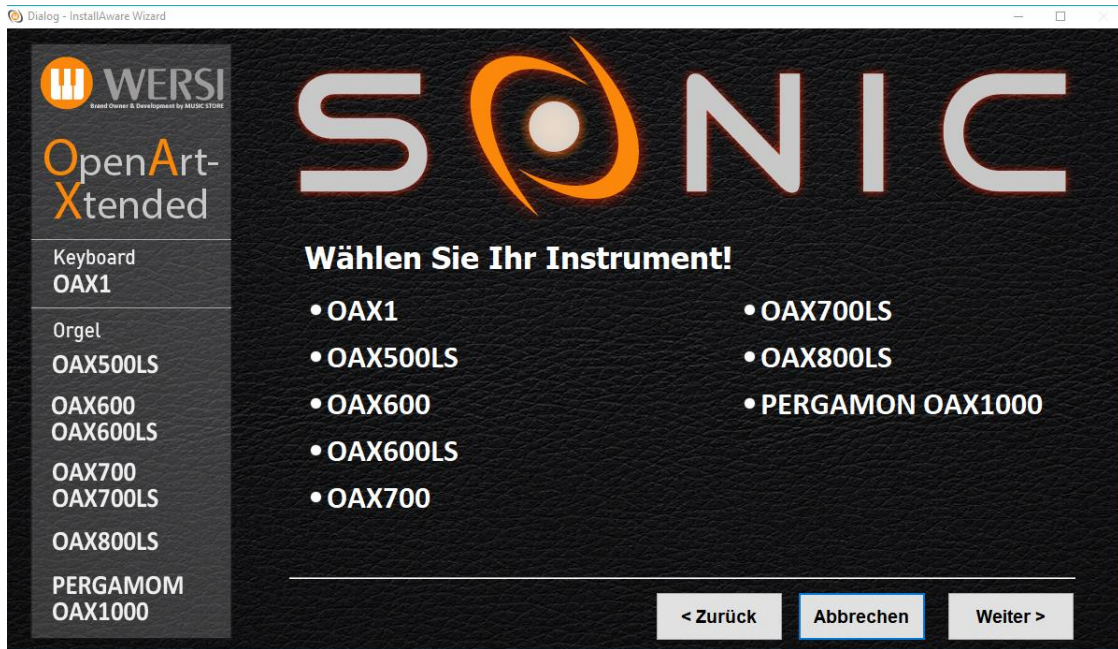 Dialog - InstallAware Wizard
WERSI
Brand Owner & Development by MUSIC STORE
OpenArt-
Xtended
Keyboard
OAX1
Orgel
OAX500LS
OAX600
OAX600LS
OAX700
OAX700LS
OAX800LS
PERGAMOM
OAX1000
SONIC
Wählen Sie Ihr Instrument!
• OAX1
• OAX500LS
• OAX600
• OAX600LS
• OAX700
• OAX700LS
• OAX800LS
• PERGAMON OAX1000
< Zurück
Abbrechen
Weiter >